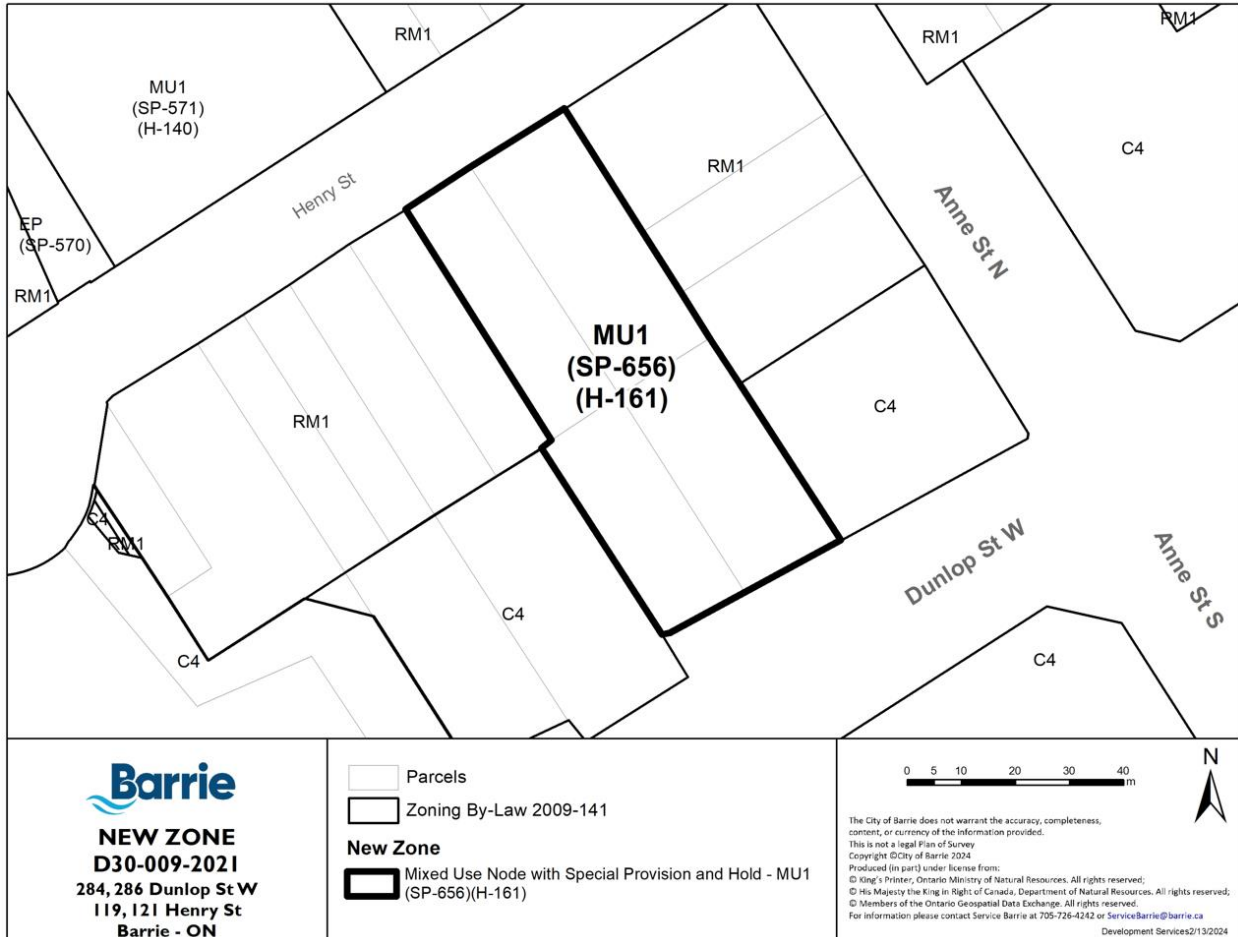 RM1
RM1
RM1
MU1
(SP-571)
(H-140)
C4
RM1
Henry St
Anne St N
EP
(SP-570)
RM1
MU1
(SP-656)
(H-161)
C4
RM1
C4
RM1
Dunlop St W
Anne St S
C4
C4
C4
Barrie
NEW ZONE
D30-009-2021
284, 286 Dunlop St W
119, 121 Henry St
Barrie - ON
Parcels
Zoning By-Law 2009-141
New Zone
Mixed Use Node with Special Provision and Hold - MU1
(SP-656)(H-161)
N
0 5 10 20 30 40
m
The City of Barrie does not warrant the accuracy, completeness,
content, or currency of the information provided.
This is not a legal Plan of Survey
Copyright ©City of Barrie 2024
Produced (in part) under license from:
© King's Printer, Ontario Ministry of Natural Resources. All rights reserved;
© His Majesty the King in Right of Canada, Department of Natural Resources. All rights reserved;
© Members of the Ontario Geospatial Data Exchange. All rights reserved.
For information please contact Service Barrie at 705-726-4242 or ServiceBarrie@barrie.ca
Development Services2/13/2024